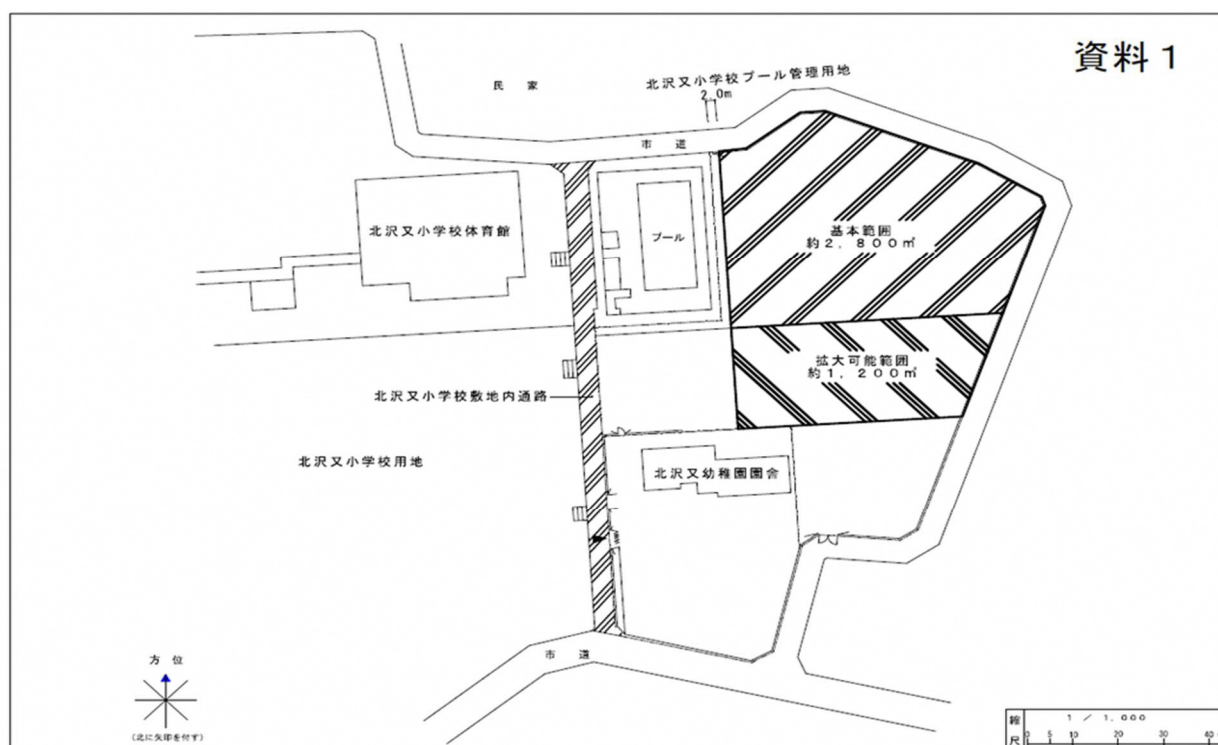 資料１
民　家
北沢又小学校プール管理用地
2.0m
市　道
北沢又小学校体育館
プール
基本範囲
約２，８００㎡
拡大可能範囲
約１，２００㎡
北沢又小学校敷地内通路
北沢又小学校用地
北沢又幼稚園園舎
市　道
方　位
(北に矢印を付す)
縮尺
１　／　１，０００
0 5 10 20 30 40